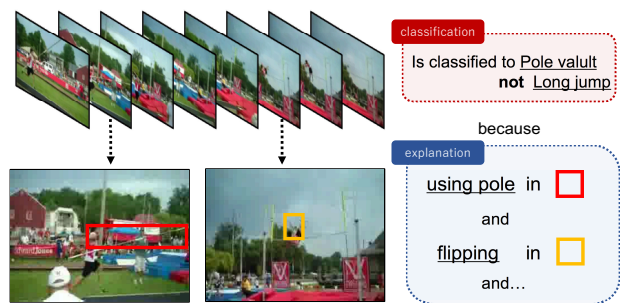 classification
Is classified to Pole valult
not Long jump
because
explanation
using pole in
and
flipping in
and...